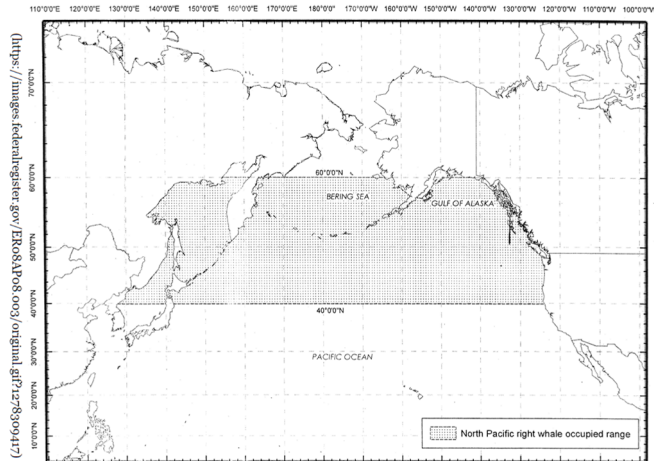 110°0'0"E 120°0'0"E 130°0'0"E 140°0'0"E 150°0'0"E 160°0'0"E 170°0'0"E 180°0'0" 170°0'0"W 160°0'0"W 150°0'0"W 140°0'0"W 130°0'0"W 120°0'0"W 110°0'0"W 100°0'0"W
(https://images.federalregister.gov/ER08AP08.003/original.gif?1278309417)
70°0'0"N
60°0'0"N
60°0'0"N
BERING SEA
GULF OF ALASKA
50°0'0"N
40°0'0"N
40°0'0"N
30°0'0"N
PACIFIC OCEAN
20°0'0"N
10°0'0"N
North Pacific right whale occupied range